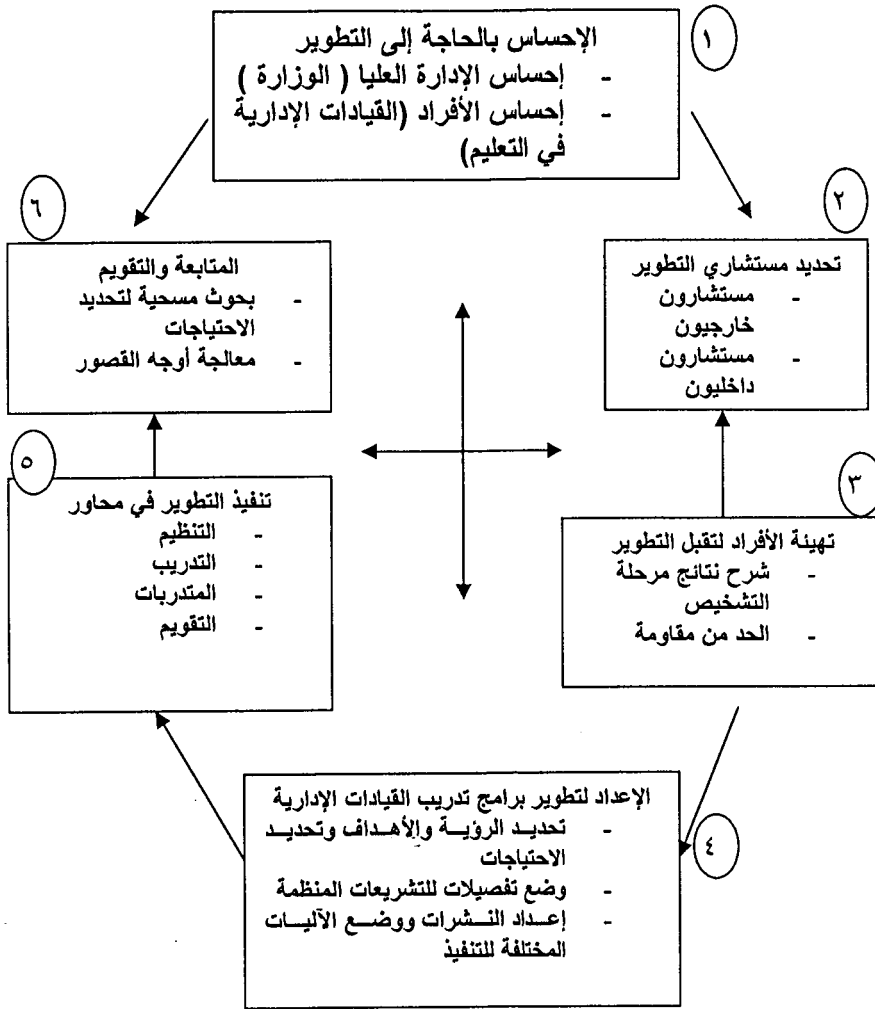 ١
الإحساس بالحاجة إلى التطوير
- إحساس الإدارة العليا ( الوزارة )
- إحساس الأفراد (القيادات الإدارية
في التعليم)
٢
تحديد مستشاري التطوير
- مستشارون
خارجيون
- مستشارون
داخليون
٣
تهيئة الأفراد لتقبل التطوير
- شرح نتائج مرحلة
التشخيص
- الحد من مقاومة
٤
الإعداد لتطوير برامج تدريب القيادات الإدارية
- تحديد الرؤية والأهداف وتحديد
الاحتياجات
- وضع تفصيلات للتشريعات المنظمة
- إعداد النشرات ووضع الآليات
المختلفة للتنفيذ
٥
تنفيذ التطوير في محاور
- التنظيم
- التدريب
- المتدربات
- التقويم
٦
المتابعة والتقويم
- بحوث مسحية لتحديد
الاحتياجات
- معالجة أوجه القصور